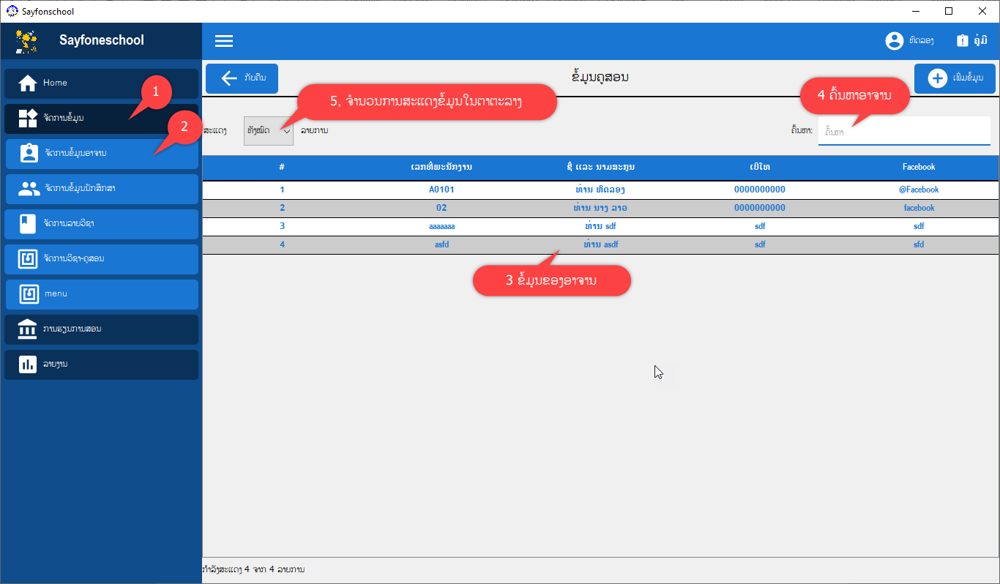 Sayfonschool
Sayfoneschool
ທົດລອງ
ຄູ່ມື
Home
1
ກັບຄືນ
ຂໍ້ມູນຄູສອນ
ເພີ່ມຂໍ້ມູນ
ຈັດການຂໍ້ມູນ
5, ຈຳນວນການສະແດງຂໍ້ມູນໃນຕາຕະລາງ
4 ຄົ້ນຫາອາຈານ
2
ສະແດງ ທັງໝົດ ລາຍການ
ຄົ້ນຫາ: ຄົ້ນຫາ
ຈັດການຂໍ້ມູນອາຈານ
ຈັດການຂໍ້ມູນນັກສຶກສາ
ຈັດການລາຍວິຊາ
ຈັດການວິຊາ-ຄູສອນ
menu
ການຮຽນການສອນ
ລາຍງານ
# ເລກທີ່ພະນັກງານ ຊື່ ແລະ ນາມສະກຸນ ເບີໂທ Facebook
1 A0101 ທ່ານ ທົດລອງ 0000000000 @Facebook
2 02 ທ່ານ ນາງ ລາວ 0000000000 facebook
3 aaaaaaa ທ່ານ sdf sdf sdf
4 asfd ທ່ານ asdf sdf sfd
3 ຂໍ້ມູນຂອງອາຈານ
ກຳລັງສະແດງ 4 ຈາກ 4 ລາຍການ